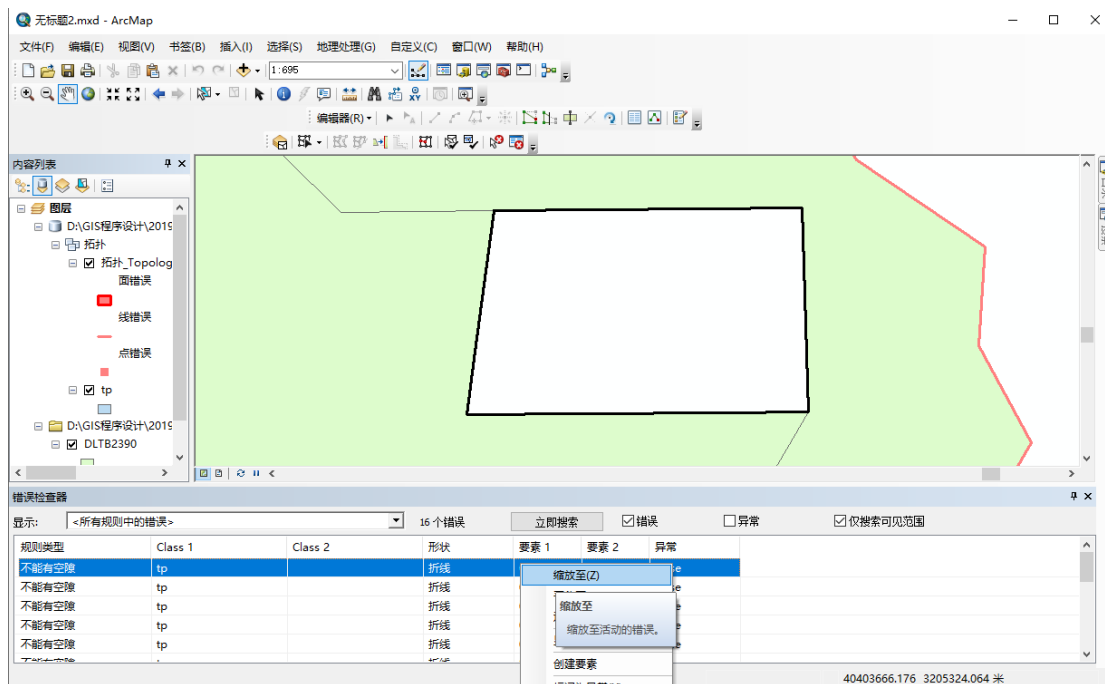 无标题2.mxd - ArcMap
文件(F) 编辑(E) 视图(V) 书签(B) 插入(I) 选择(S) 地理处理(G) 自定义(C) 窗口(W) 帮助(H)
1:695
编辑器(R)
内容列表
图层
D:\GIS程序设计\2019
拓扑
拓扑_Topolog
面错误
线错误
点错误
tp
D:\GIS程序设计\2019
DLTB2390
错误检查器
显示: <所有规则中的错误> 16 个错误 立即搜索 错误 异常 仅搜索可见范围
规则类型 Class 1 Class 2 形状 要素 1 要素 2 异常
不能有空隙 tp 折线
不能有空隙 tp 折线
不能有空隙 tp 折线
不能有空隙 tp 折线
不能有空隙 tp 折线
缩放至(Z)
缩放至
缩放至活动的错误。
创建要素
40403666.176 3205324.064 米